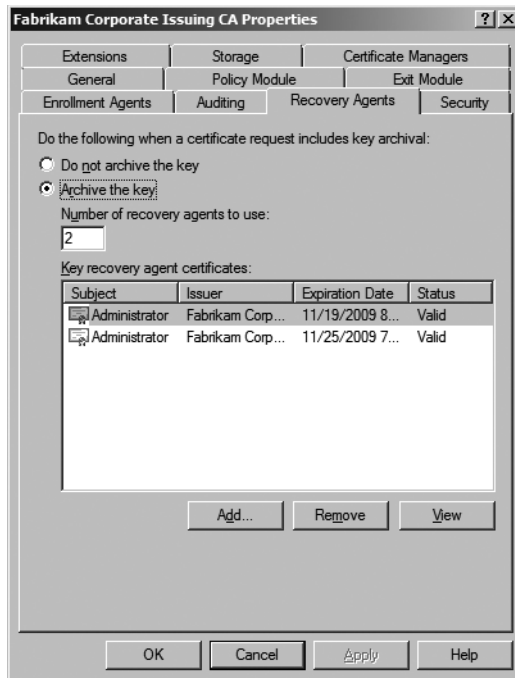 Fabrikam Corporate Issuing CA Properties
Extensions Storage Certificate Managers
General Policy Module Exit Module
Enrollment Agents Auditing Recovery Agents Security
Do the following when a certificate request includes key archival:
Do not archive the key
Archive the key
Number of recovery agents to use:
2
Key recovery agent certificates:
Subject Issuer Expiration Date Status
Administrator Fabrikam Corp... 11/19/2009 8... Valid
Administrator Fabrikam Corp... 11/25/2009 7... Valid
Add... Remove View
OK Cancel Apply Help